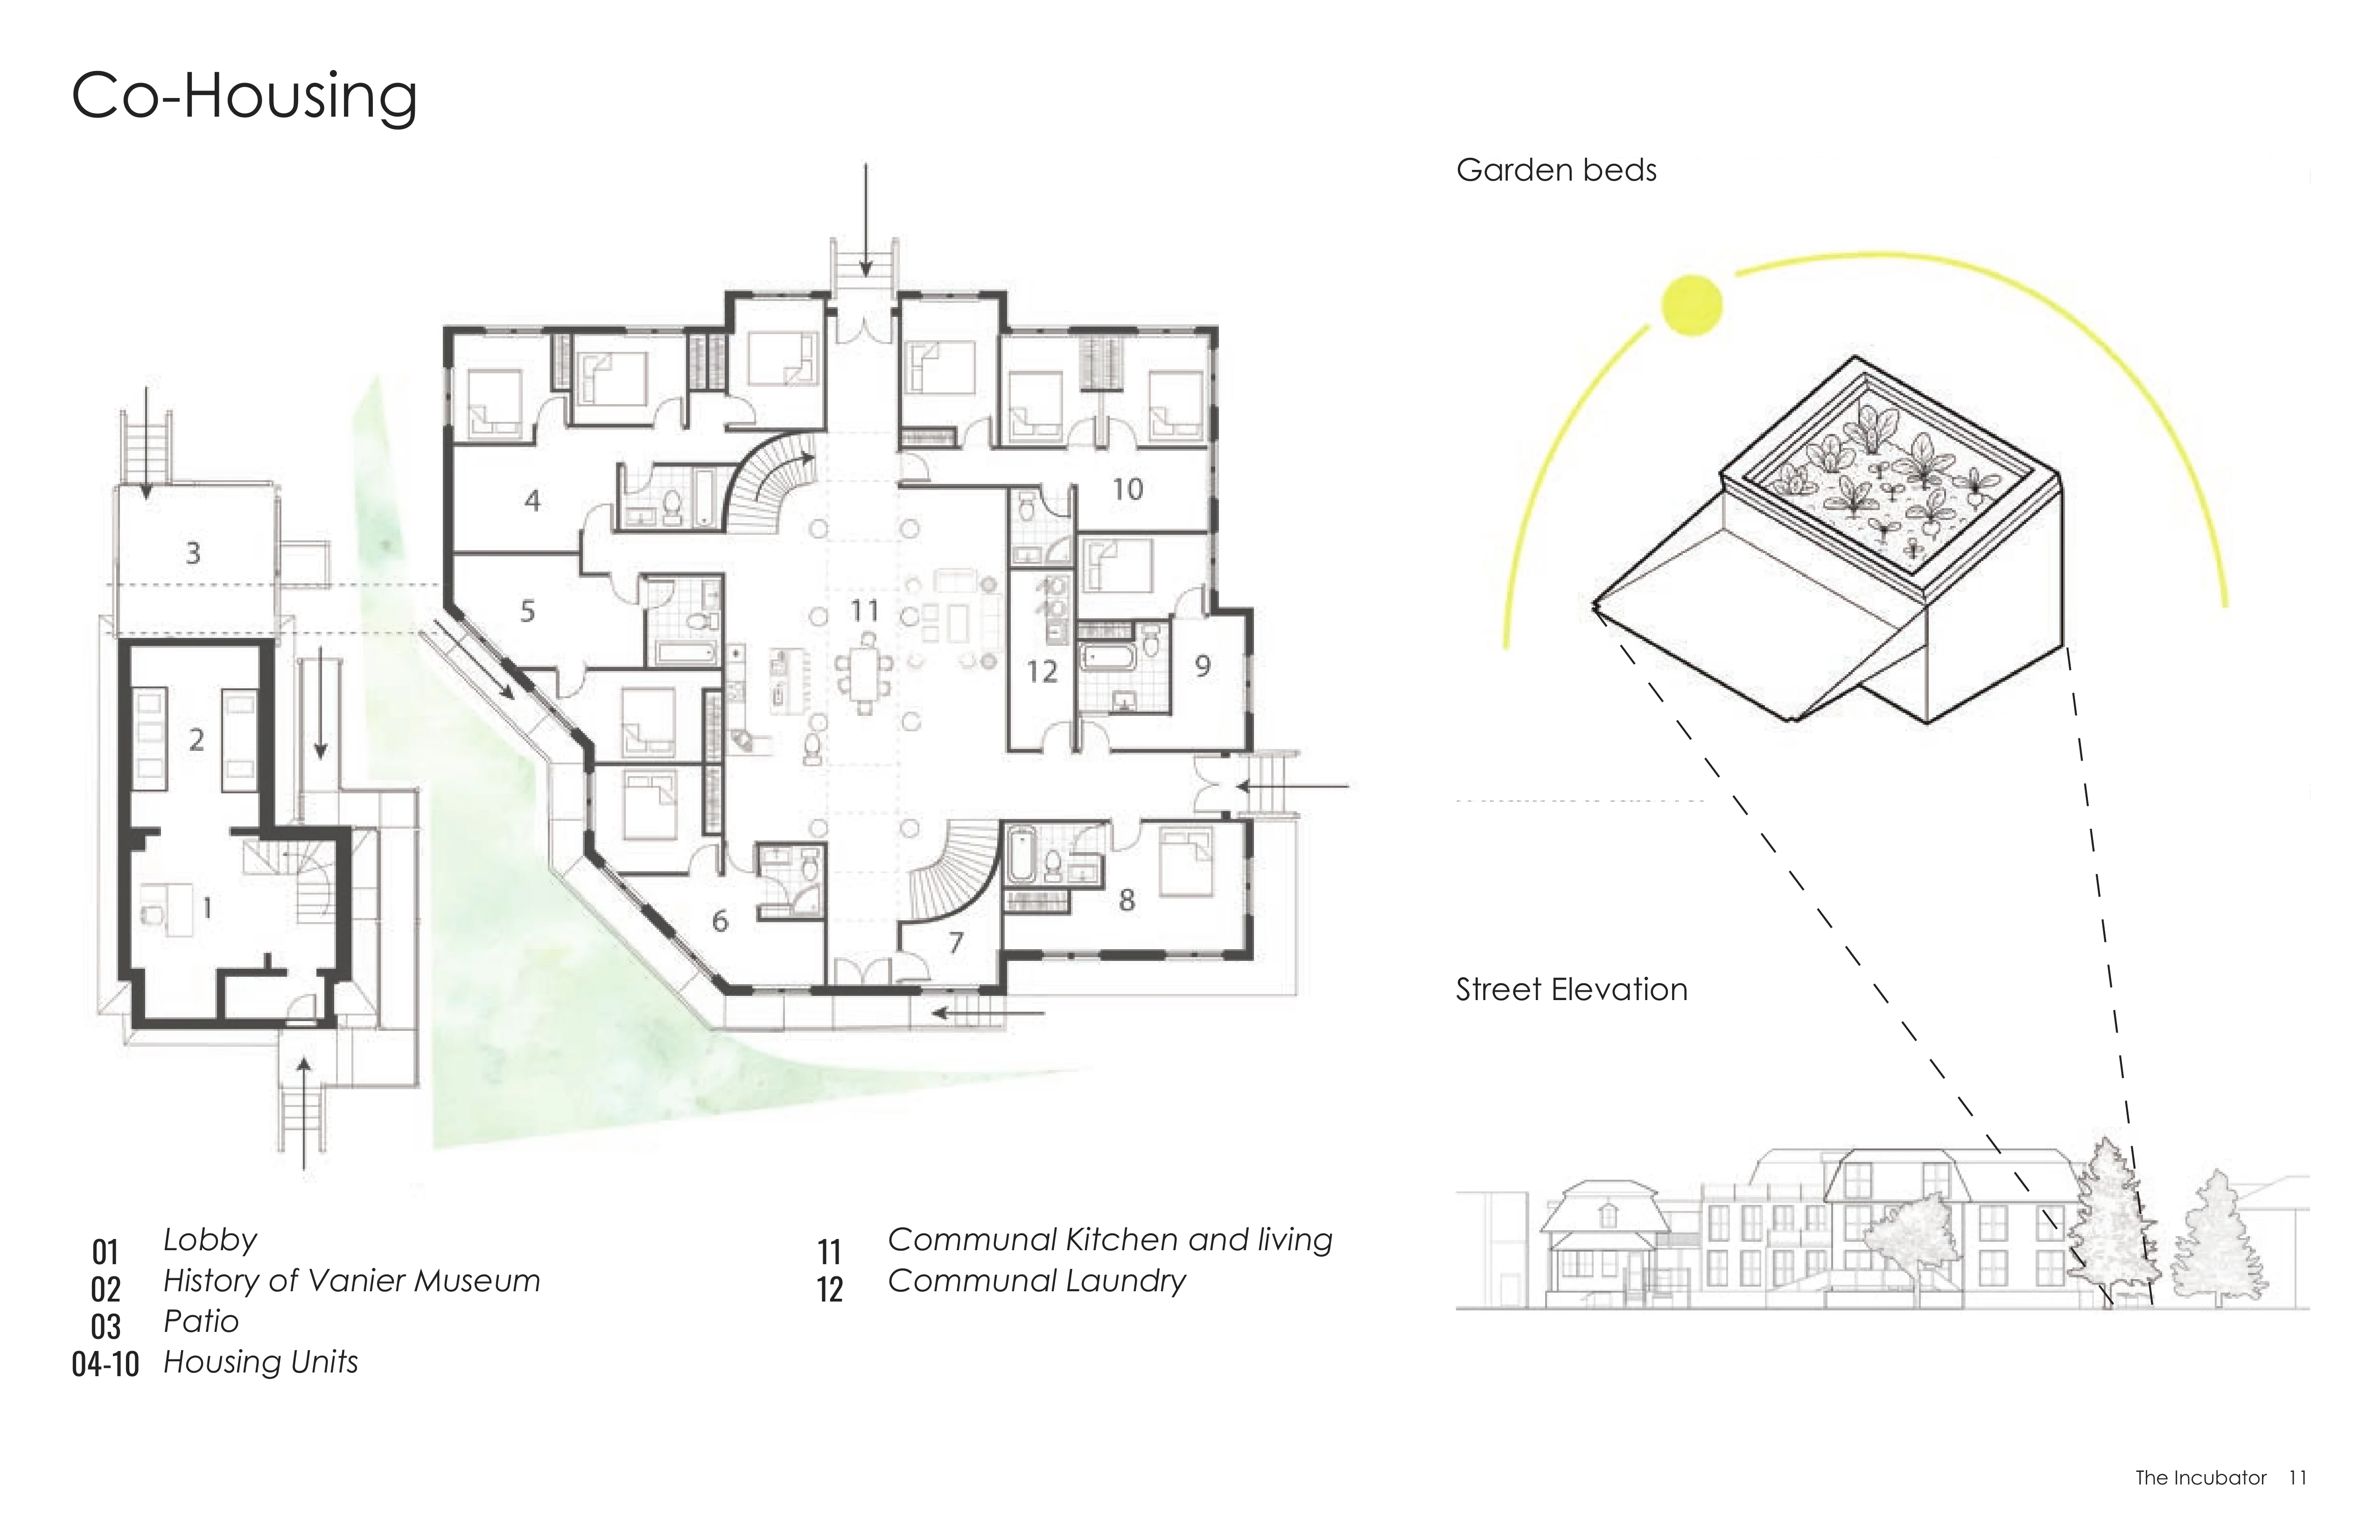 Co-Housing
Garden beds
4
10
3
5
11
12
9
2
1
6
7
8
Street Elevation
01 Lobby
02 History of Vanier Museum
03 Patio
04-10 Housing Units
11 Communal Kitchen and living
12 Communal Laundry
The Incubator 11